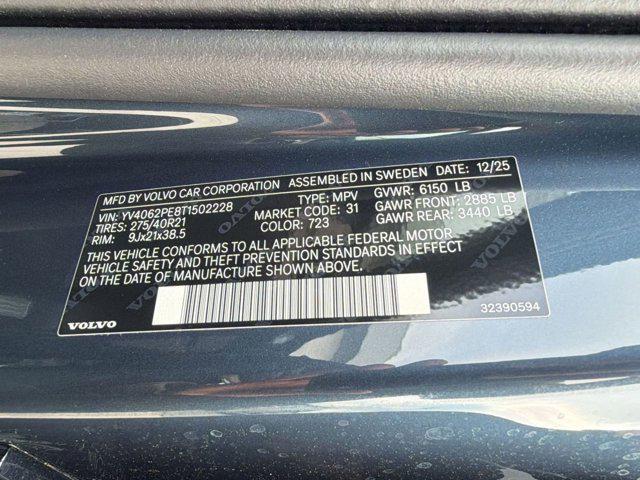 MFD BY VOLVO CAR CORPORATION ASSEMBLED IN SWEDEN DATE: 12/25
VIN: YV4062PE8T1502228 TYPE: MPV GVWR: 6150 LB
TIRES: 275/40R21 MARKET CODE: 31 GAWR FRONT: 2885 LB
RIM: 9Jx21x38.5 COLOR: 723 GAWR REAR: 3440 LB
THIS VEHICLE CONFORMS TO ALL APPLICABLE FEDERAL MOTOR
VEHICLE SAFETY AND THEFT PREVENTION STANDARDS IN EFFECT
ON THE DATE OF MANUFACTURE SHOWN ABOVE.
VOLVO 32390594